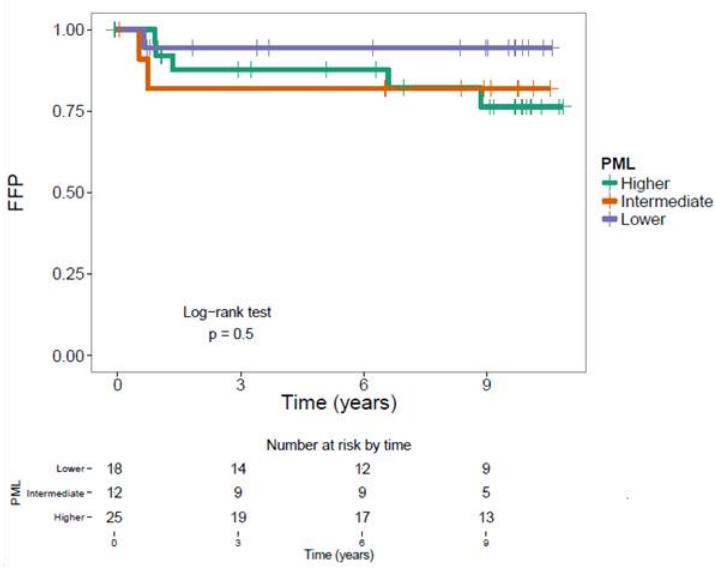 1.00
0.75
0.50
0.25
0.00
FFP
Log-rank test
p = 0.5
0 3 6 9
Time (years)
PML
Higher
Intermediate
Lower
Number at risk by time
PML
Lower 18 14 12 9
Intermediate 12 9 9 5
Higher 25 19 17 13
0 3 6 9
Time (years)